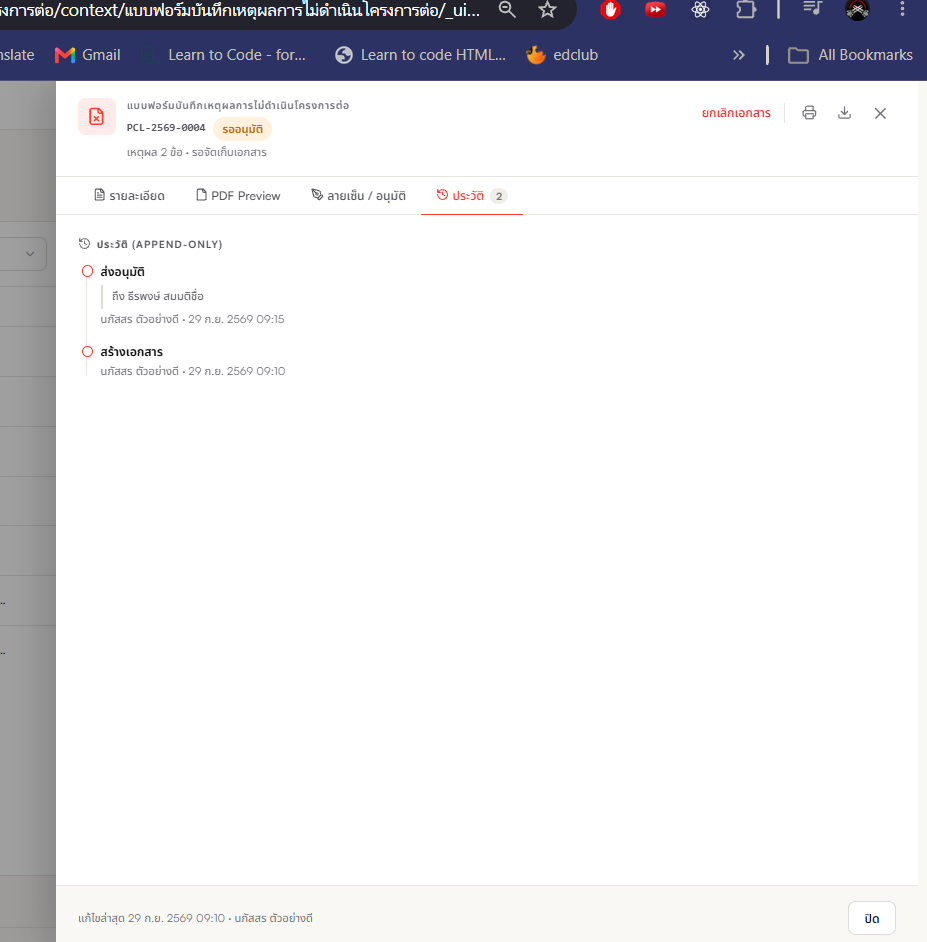 งการต่อ/context/แบบฟอร์มบันทึกเหตุผลการไม่ดำเนินโครงการต่อ/_ui...
nslate Gmail Learn to Code - for... Learn to code HTML... edclub » All Bookmarks
แบบฟอร์มบันทึกเหตุผลการไม่ดำเนินโครงการต่อ
PCL-2569-0004 รออนุมัติ
เหตุผล 2 ข้อ • รอจัดเก็บเอกสาร
ยกเลิกเอกสาร
รายละเอียด PDF Preview ลายเซ็น / อนุมัติ ประวัติ 2
ประวัติ (APPEND-ONLY)
ส่งอนุมัติ
ถึง ธีรพงษ์ สมมติชื่อ
นภัสสร ตัวอย่างดี • 29 ก.ย. 2569 09:15
สร้างเอกสาร
นภัสสร ตัวอย่างดี • 29 ก.ย. 2569 09:10
..
..
แก้ไขล่าสุด 29 ก.ย. 2569 09:10 • นภัสสร ตัวอย่างดี
ปิด